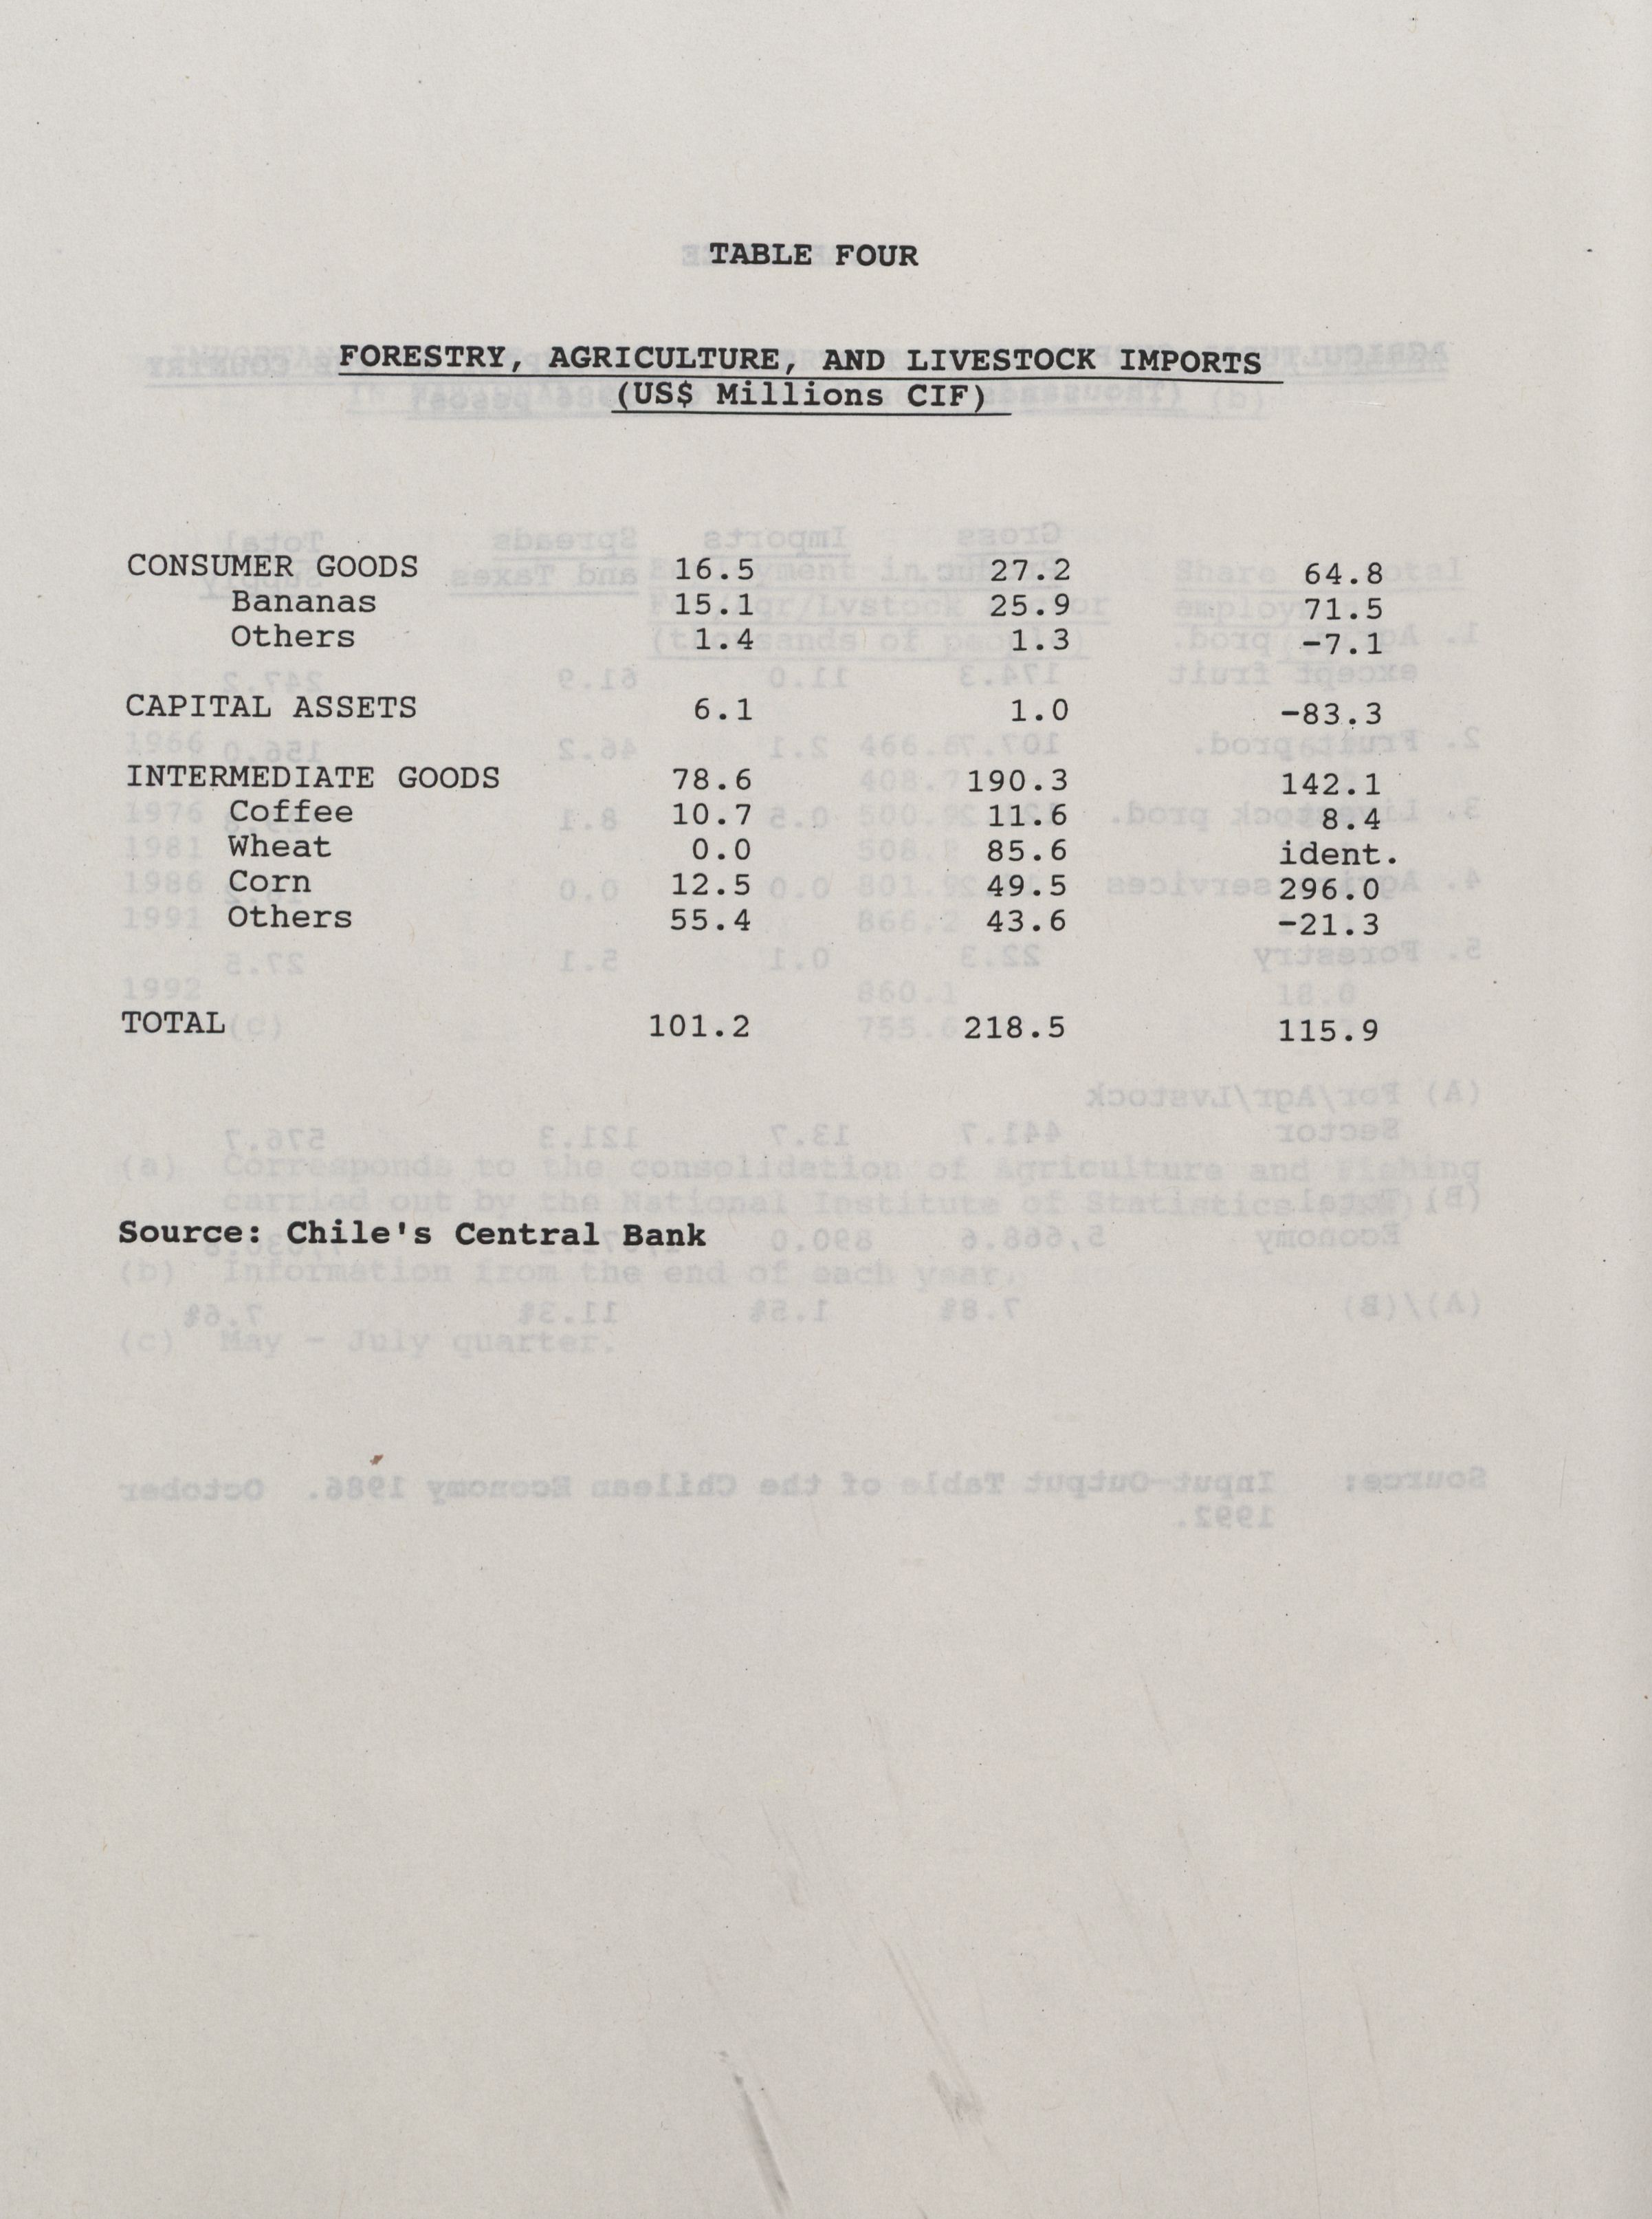 TABLE FOUR
FORESTRY, AGRICULTURE, AND LIVESTOCK IMPORTS
(US$ Millions CIF)
CONSUMER GOODS 16.5 27.2 64.8
Bananas 15.1 25.9 71.5
Others 1.4 1.3 -7.1
CAPITAL ASSETS 6.1 1.0 -83.3
INTERMEDIATE GOODS 78.6 190.3 142.1
Coffee 10.7 11.6 8.4
Wheat 0.0 85.6 ident.
Corn 12.5 49.5 296.0
Others 55.4 43.6 -21.3
TOTAL 101.2 218.5 115.9
Source: Chile's Central Bank